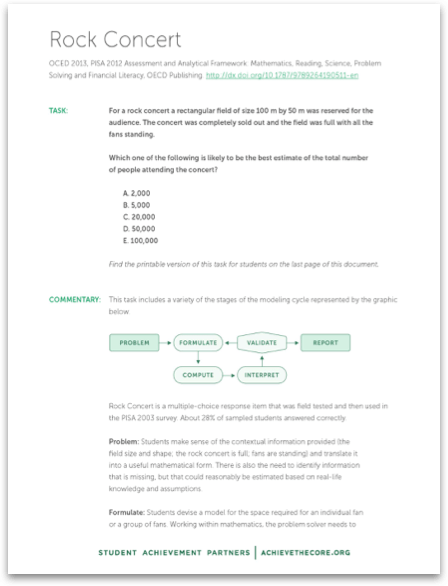 Rock Concert
OCED 2013, PISA 2012 Assessment and Analytical Framework: Mathematics, Reading, Science, Problem
Solving and Financial Literacy. OECD Publishing. http://dx.doi.org/10.1787/9789264190511-en
TASK: For a rock concert a rectangular field of size 100 m by 50 m was reserved for the
audience. The concert was completely sold out and the field was full with all the
fans standing.
Which one of the following is likely to be the best estimate of the total number
of people attending the concert?
A. 2,000
B. 5,000
C. 20,000
D. 50,000
E. 100,000
Find the printable version of this task for students on the last page of this document.
COMMENTARY: This task includes a variety of the stages of the modeling cycle represented by the graphic
below
PROBLEM FORMULATE VALIDATE REPORT
COMPUTE INTERPRET
Rock Concert is a multiple-choice response item that was field tested and then used in
the PISA 2003 survey. About 28% of sampled students answered correctly.
Problem: Students make sense of the contextual information provided (the
field size and shape; the rock concert is full; fans are standing) and translate it
into a useful mathematical form. There is also the need to identify information
that is missing, but that could reasonably be estimated based on real-life
knowledge and assumptions.
Formulate: Students devise a model for the space required for an individual fan
or a group of fans. Working within mathematics, the problem-solver needs to
STUDENT ACHIEVEMENT PARTNERS | ACHIEVETHECORE.ORG